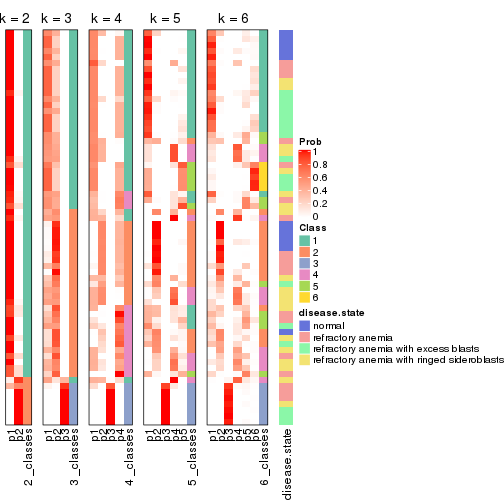 k = 2 k = 3 k = 4 k = 5 k = 6
Prob
1
0.8
0.6
0.4
0.2
0
Class
1
2
3
4
5
6
disease.state
normal
refractory anemia
refractory anemia with excess blasts
refractory anemia with ringed sideroblasts
p1 p2 2_classes p1 p2 p3 3_classes p1 p2 p3 p4 4_classes p1 p2 p3 p4 p5 5_classes p1 p2 p3 p4 p5 p6 6_classes disease.state